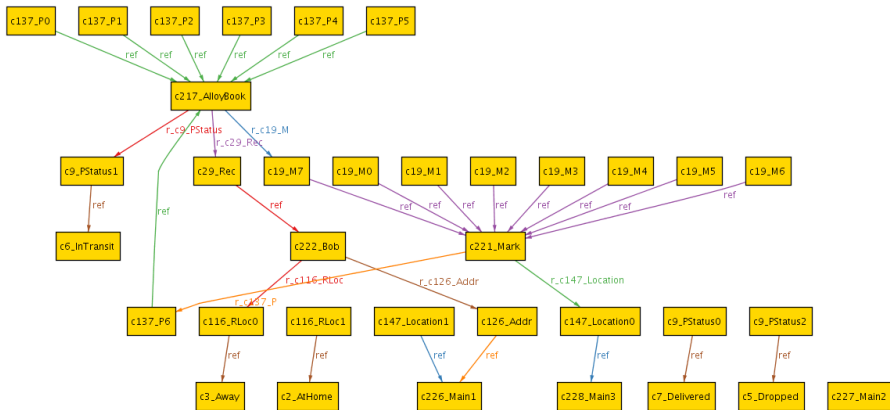 c137_P0 c137_P1 c137_P2 c137_P3 c137_P4 c137_P5
ref ref ref ref ref ref
c217_AlloyBook
r_c9_PStatus r_c29_Rec r_c19_M
c9_PStatus1 c29_Rec c19_M7 c19_M0 c19_M1 c19_M2 c19_M3 c19_M4 c19_M5 c19_M6
ref ref ref ref ref ref ref ref ref ref ref
c6_InTransit c222_Bob c221_Mark
r_c116_RLoc r_c126_Addr r_c147_Location
r_c137_P
c137_P6 c116_RLoc0 c116_RLoc1 c147_Location1 c126_Addr c147_Location0 c9_PStatus0 c9_PStatus2
ref ref ref ref ref ref ref
c3_Away c2_AtHome c226_Main1 c228_Main3 c7_Delivered c5_Dropped c227_Main2